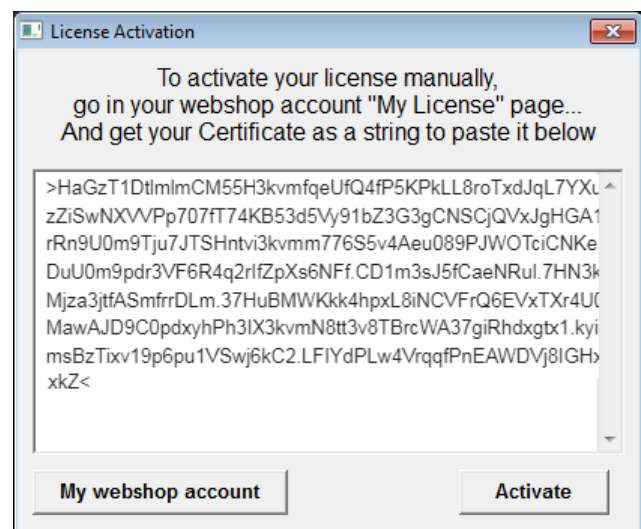 License Activation
To activate your license manually,
go in your webshop account "My License" page...
And get your Certificate as a string to paste it below
>HaGzT1DtlmlmCM55H3kvmfqeUfQ4fP5KPkLL8roTxdJqL7YXu
zZiSwNXVVPp707fT74KB53d5Vy91bZ3G3gCNSCjQVxJgHGA1
rRn9U0m9Tju7JTSHntvi3kvmm776S5v4Aeu089PJWOTciCNKe
DuU0m9pdr3VF6R4q2rlfZpXs6NFf.CD1m3sJ5fCaeNRul.7HN3k
Mjza3jtfASmfrrDLm.37HuBMWKkk4hpxL8iNCVFrQ6EVxTXr4U0
MawAJD9C0pdxyhPh3IX3kvmN8tt3v8TBrcWA37giRhdxgtx1.kyi
msBzTixv19p6pu1VSwj6kC2.LFlYdPLw4VrqqfPnEAWDVj8IGHx
xkZ<
My webshop account
Activate